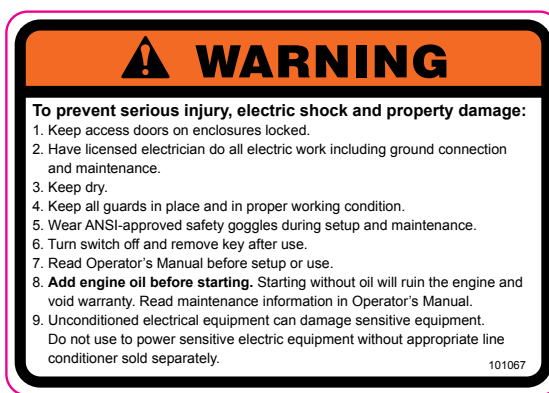 WARNING
To prevent serious injury, electric shock and property damage:
1. Keep access doors on enclosures locked.
2. Have licensed electrician do all electric work including ground connection
and maintenance.
3. Keep dry.
4. Keep all guards in place and in proper working condition.
5. Wear ANSI-approved safety goggles during setup and maintenance.
6. Turn switch off and remove key after use.
7. Read Operator's Manual before setup or use.
8. Add engine oil before starting. Starting without oil will ruin the engine and
void warranty. Read maintenance information in Operator's Manual.
9. Unconditioned electrical equipment can damage sensitive equipment.
Do not use to power sensitive electric equipment without appropriate line
conditioner sold separately.
101067